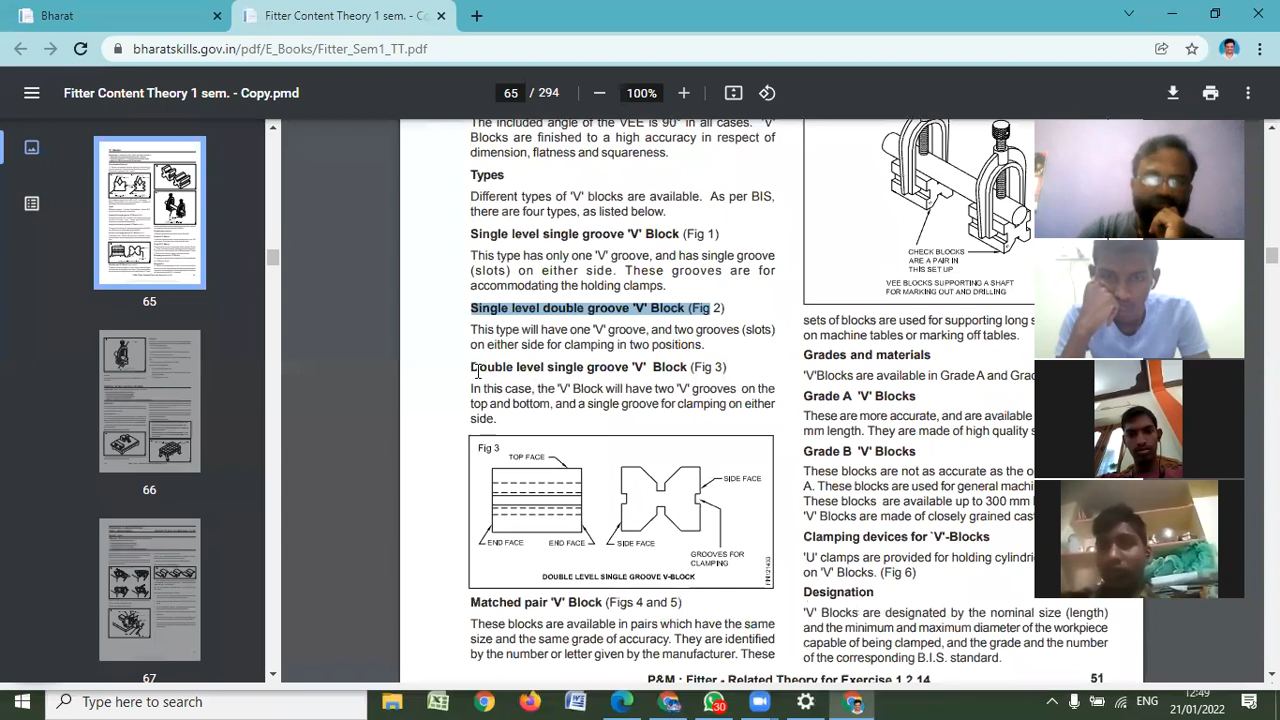 Bharat
Fitter Content Theory 1 sem. - Co
bharatskills.gov.in/pdf/E_Books/Fitter_Sem1_TT.pdf
Fitter Content Theory 1 sem. - Copy.pmd
65 / 294
100%
65
66
67
The included angle of the VEE is 90° in all cases. 'V'
Blocks are finished to a high accuracy in respect of
dimension, flatness and squareness.
Types
Different types of 'V' blocks are available. As per BIS,
there are four types, as listed below.
Single level single groove 'V' Block (Fig 1)
This type has only one 'V' groove, and has single groove
(slots) on either side. These grooves are for
accommodating the holding clamps.
Single level double groove 'V' Block (Fig 2)
This type will have one 'V' groove, and two grooves (slots)
on either side for clamping in two positions.
Double level single groove 'V' Block (Fig 3)
In this case, the 'V' Block will have two 'V' grooves on the
top and bottom, and a single groove for clamping on either
side.
Fig 3
TOP FACE
SIDE FACE
END FACE
END FACE
SIDE FACE
GROOVES FOR
CLAMPING
DOUBLE LEVEL SINGLE GROOVE V-BLOCK
Matched pair 'V' Block (Figs 4 and 5)
These blocks are available in pairs which have the same
size and the same grade of accuracy. They are identified
by the number or letter given by the manufacturer. These
CHECK BLOCKS
ARE A PAIR IN
THIS SET UP
VEE BLOCKS SUPPORTING A SHAFT
FOR MARKING OUT AND DRILLING
sets of blocks are used for supporting long s
on machine tables or marking off tables.
Grades and materials
'V'Blocks are available in Grade A and Grad
Grade A 'V' Blocks
These are more accurate, and are available
mm length. They are made of high quality s
Grade B 'V' Blocks
These blocks are not as accurate as the o
A. These blocks are used for general machi
These blocks are available up to 300 mm l
'V' Blocks are made of closely grained cast
Clamping devices for `V'-Blocks
'U' clamps are provided for holding cylindri
on 'V' Blocks. (Fig 6)
Designation
'V' Blocks are designated by the nominal size (length)
and the minimum and maximum diameter of the workpiece
capable of being clamped, and the grade and the number
of the corresponding B.I.S. standard.
P&M : Fitter - Related Theory for Exercise 1.2.14
51
Type here to search
30
ENG
12:49
21/01/2022